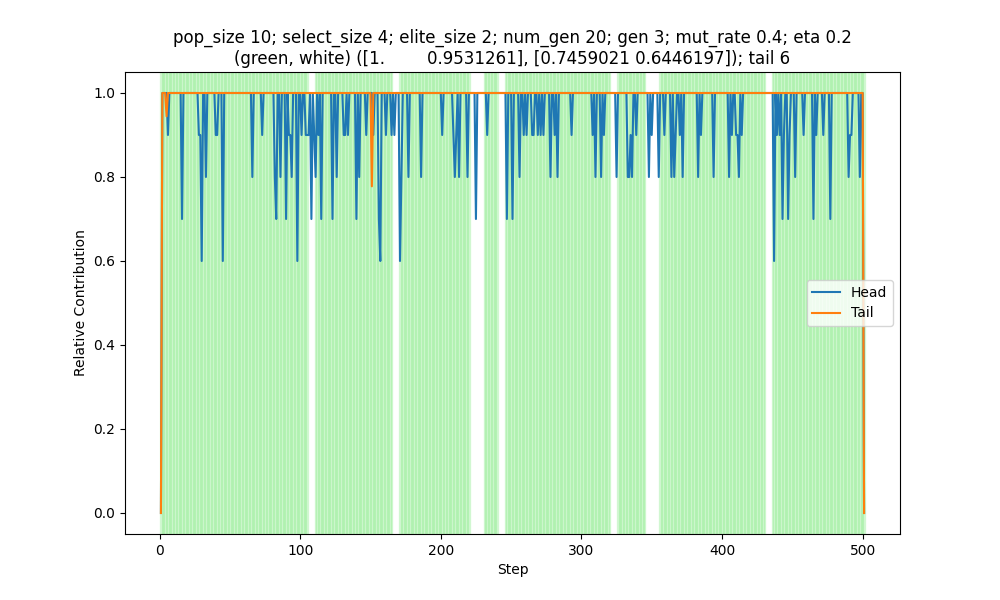 pop_size 10; select_size 4; elite_size 2; num_gen 20; gen 3; mut_rate 0.4; eta 0.2
(green, white) ([1.         0.9531261], [0.7459021 0.6446197]); tail 6
1.0
0.8
0.6
0.4
0.2
0.0
Relative Contribution
Head
Tail
0
100
200
300
400
500
Step